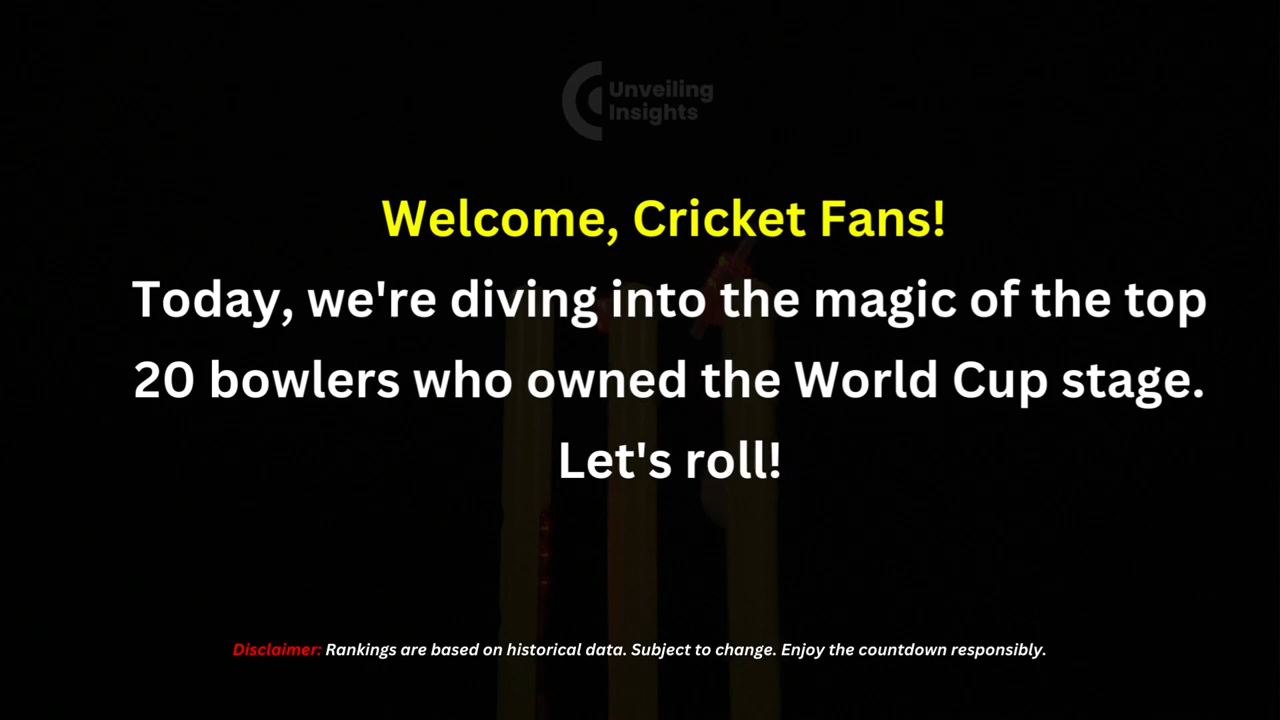 Unveiling
Insights
Welcome, Cricket Fans!
Today, we're diving into the magic of the top
20 bowlers who owned the World Cup stage.
Let's roll!
Disclaimer: Rankings are based on historical data. Subject to change. Enjoy the countdown responsibly.